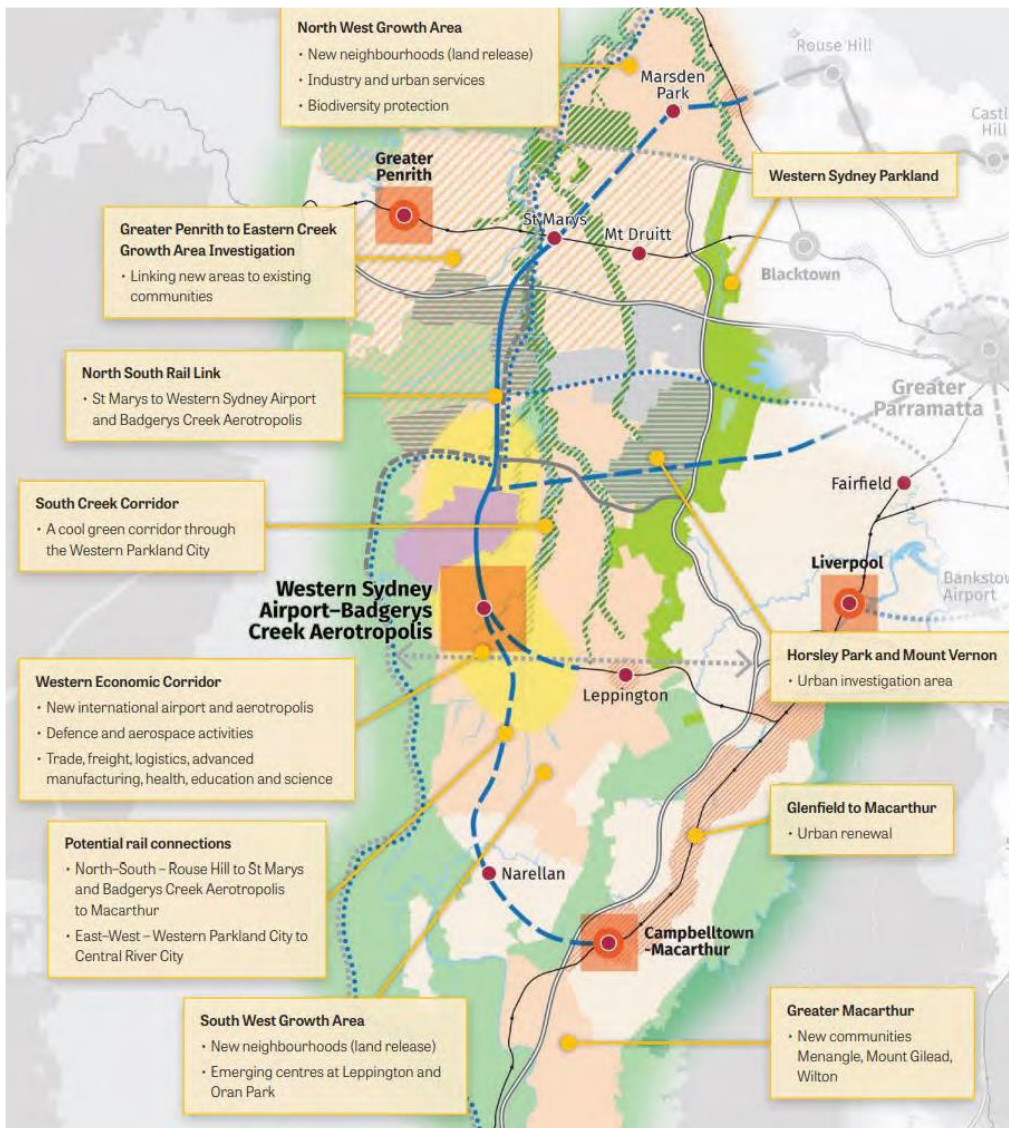 North West Growth Area
• New neighbourhoods (land release)
• Industry and urban services
• Biodiversity protection
Rouse Hill
Marsden
Park
Castle
Hill
Greater
Penrith
Western Sydney Parkland
St Marys
Mt Druitt
Blacktown
Greater Penrith to Eastern Creek
Growth Area Investigation
• Linking new areas to existing
communities
North South Rail Link
• St Marys to Western Sydney Airport
and Badgerys Creek Aerotropolis
Greater
Parramatta
South Creek Corridor
• A cool green corridor through
the Western Parkland City
Fairfield
Liverpool
Bankstow
Airport
Western Sydney
Airport–Badgerys
Creek Aerotropolis
Horsley Park and Mount Vernon
• Urban investigation area
Leppington
Western Economic Corridor
• New international airport and aerotropolis
• Defence and aerospace activities
• Trade, freight, logistics, advanced
manufacturing, health, education and science
Glenfield to Macarthur
• Urban renewal
Potential rail connections
• North–South – Rouse Hill to St Marys
and Badgerys Creek Aerotropolis
to Macarthur
• East–West – Western Parkland City to
Central River City
Narellan
Campbelltown
-Macarthur
South West Growth Area
• New neighbourhoods (land release)
• Emerging centres at Leppington and
Oran Park
Greater Macarthur
• New communities
Menangle, Mount Gilead,
Wilton